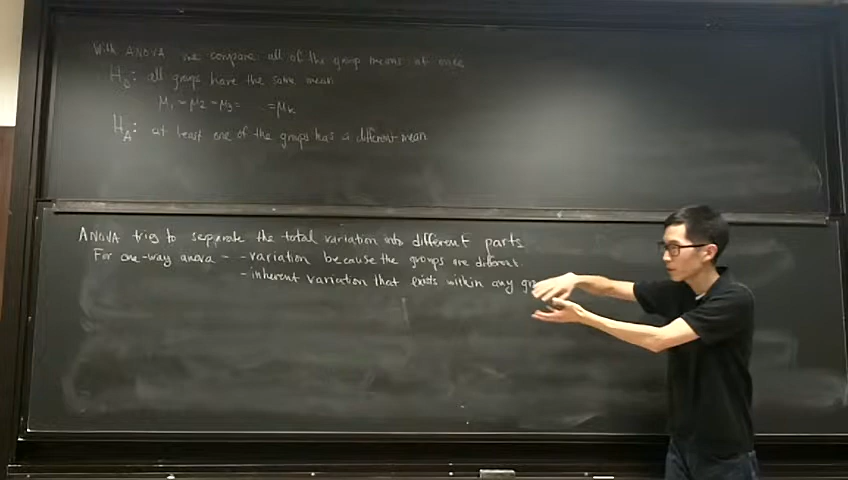 With ANOVA we compare all of the group means at once
H₀: all groups have the same mean
μ₁ = μ₂ = μ₃ = = μₖ
H_A: at least one of the groups has a different mean
ANOVA tries to separate the total variation into different parts
For one-way anova - - variation because the groups are different.
- inherent variation that exists within any